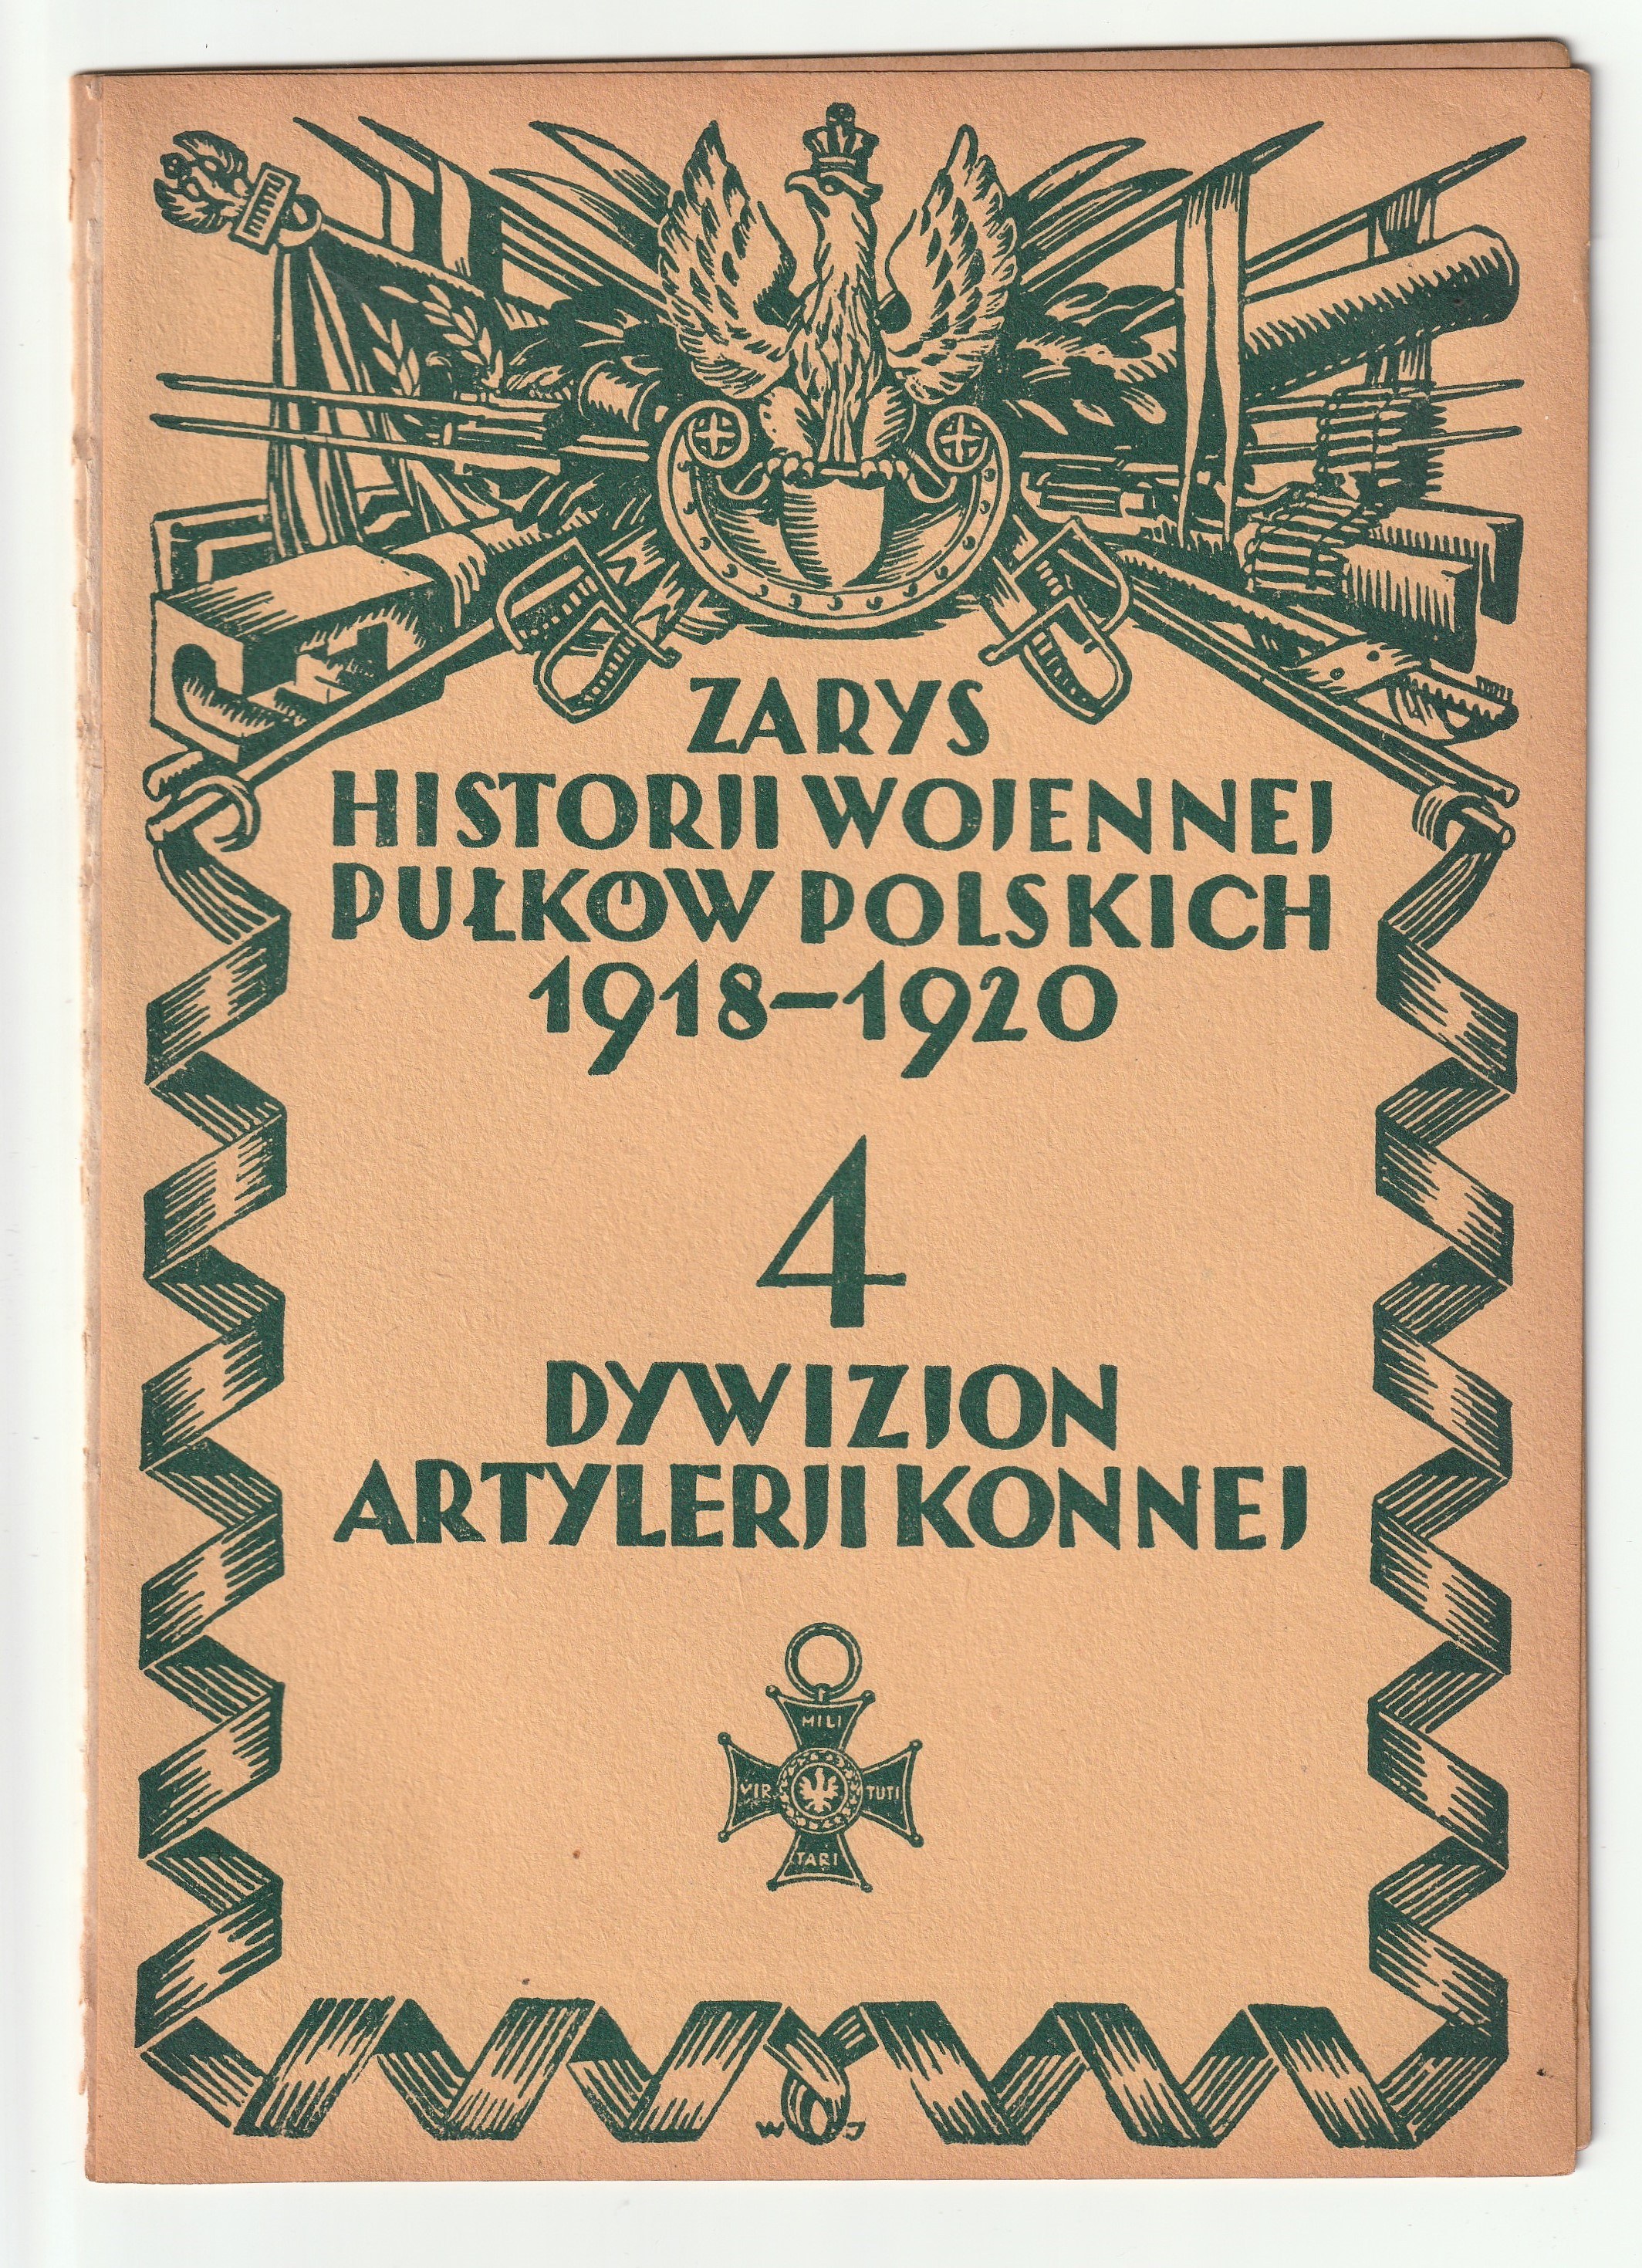 ZARYS
HISTORJI WOJENNEJ
PUŁKÓW POLSKICH
1918–1920
4
DYWIZJON
ARTYLERJI KONNEJ
MILI
VIR TUTI
TARI
W J